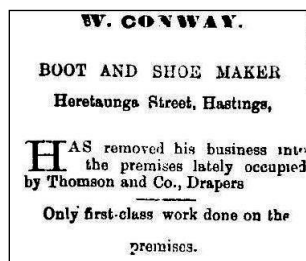 W. CONWAY.
BOOT AND SHOE MAKER
Heretaunga Street, Hastings,
HAS removed his business into
the premises lately occupied
by Thomson and Co., Drapers
Only first-class work done on the
premises.